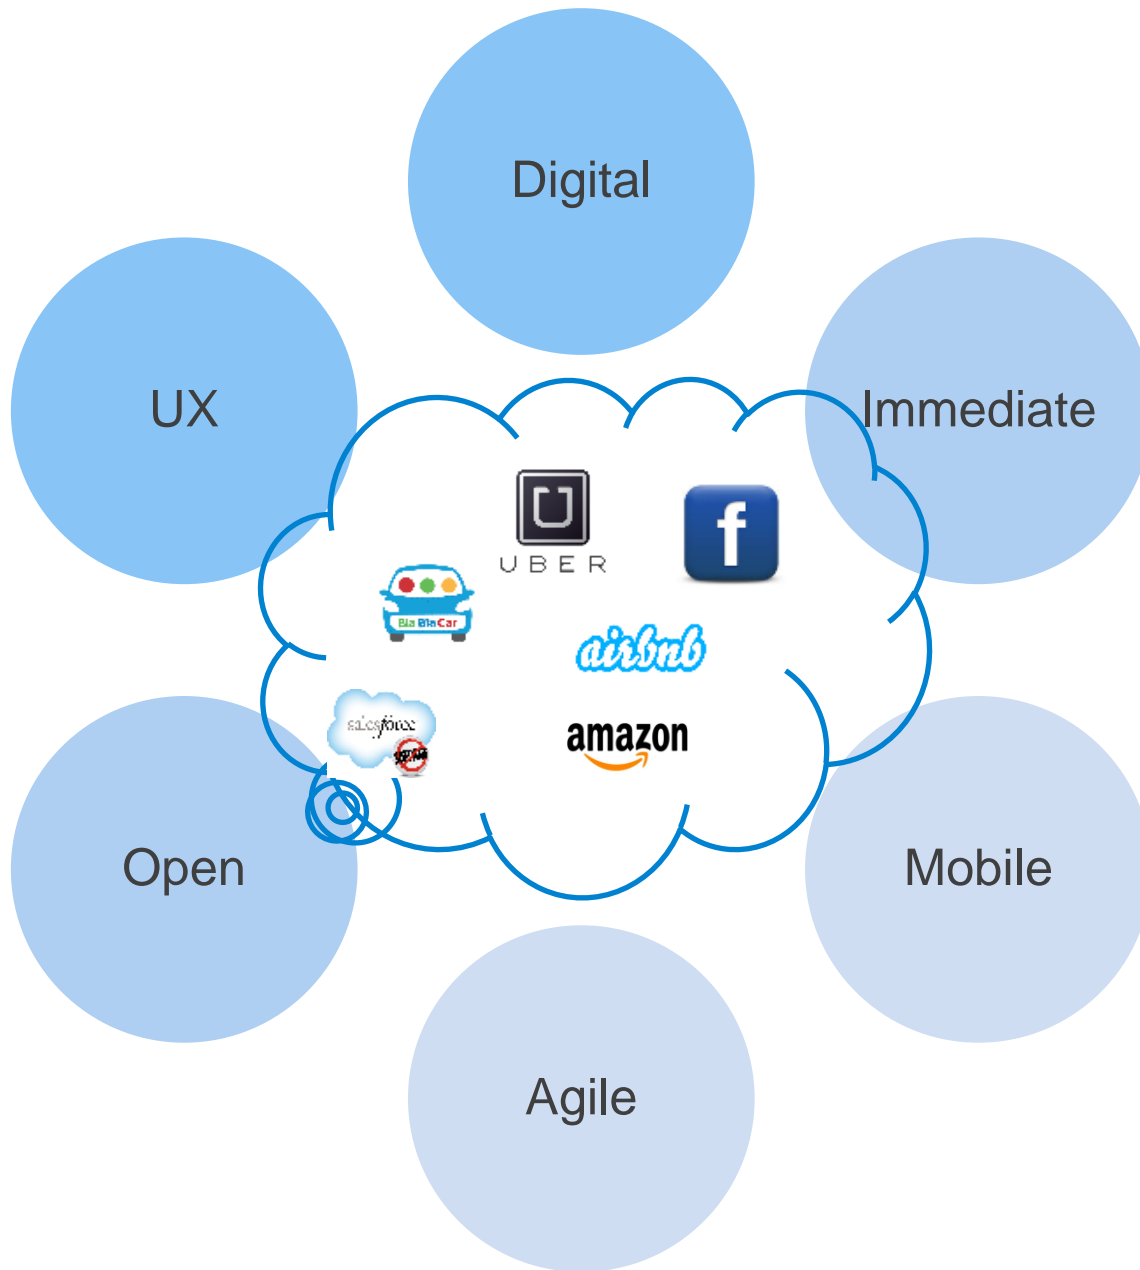 Digital
UX
Immediate
UBER
f
Bla Bla Car
airbnb
salesforce
amazon
Open
Mobile
Agile